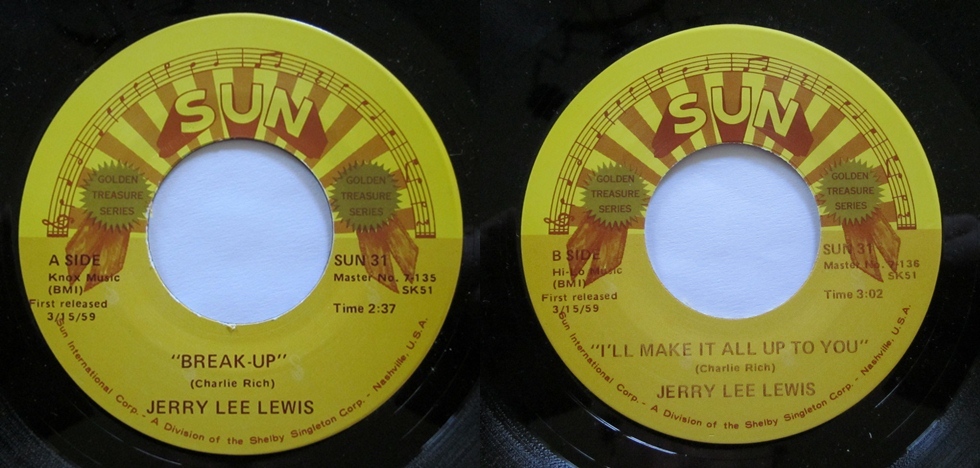 SUN
GOLDEN
TREASURE
SERIES
GOLDEN
TREASURE
SERIES
A SIDE
Knox Music
(BMI)
First released
3/15/59
SUN 31
Master No. 7-135
SK51
Time 2:37
"BREAK-UP"
(Charlie Rich)
JERRY LEE LEWIS
Sun International Corp. - A Division of the Shelby Singleton Corp. - Nashville, U.S.A.
SUN
GOLDEN
TREASURE
SERIES
GOLDEN
TREASURE
SERIES
B SIDE
Hi-Lo Music
(BMI)
First released
3/15/59
SUN 31
Master No. 7-136
SK51
Time 3:02
"I'LL MAKE IT ALL UP TO YOU"
(Charlie Rich)
JERRY LEE LEWIS
Sun International Corp. - A Division of the Shelby Singleton Corp. - Nashville, U.S.A.